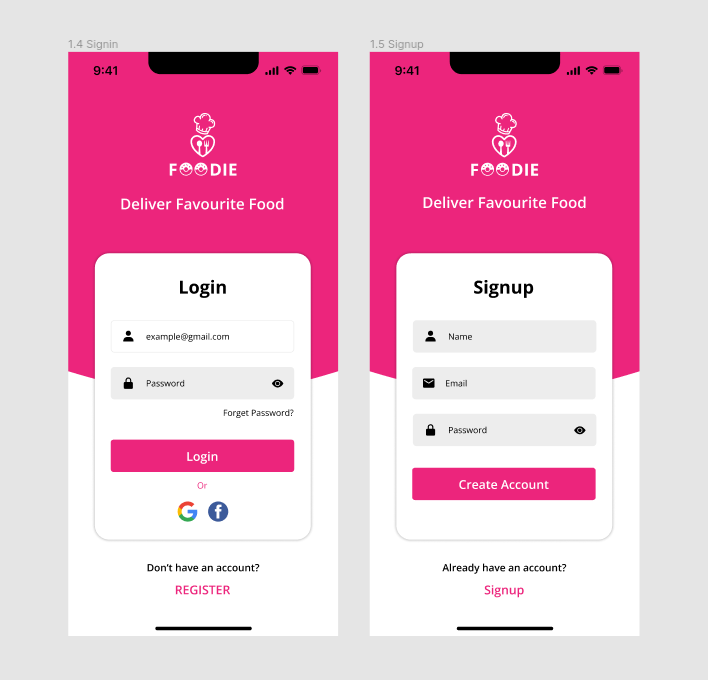 1.4 Signin
9:41
FOODIE
Deliver Favourite Food
Login
example@gmail.com
Password
Forget Password?
Login
Or
Don't have an account?
REGISTER
1.5 Signup
9:41
FOODIE
Deliver Favourite Food
Signup
Name
Email
Password
Create Account
Already have an account?
Signup